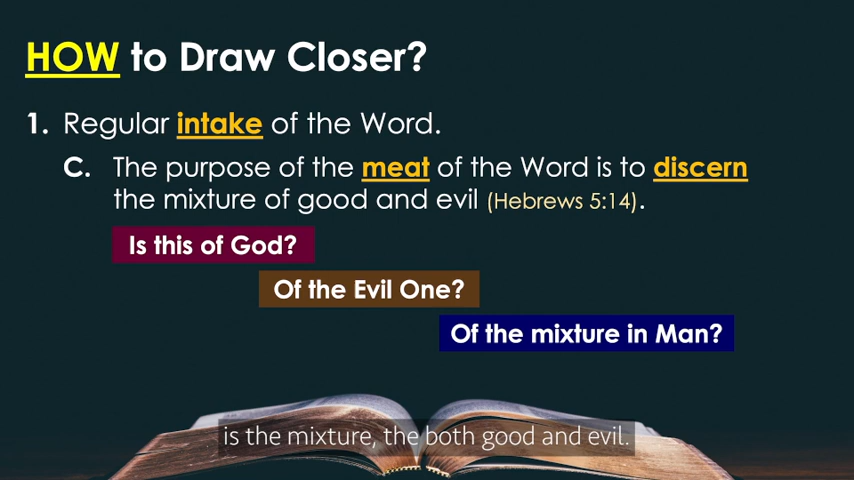 HOW to Draw Closer?
1. Regular intake of the Word.
C. The purpose of the meat of the Word is to discern
the mixture of good and evil (Hebrews 5:14).
Is this of God?
Of the Evil One?
Of the mixture in Man?
is the mixture, the both good and evil.